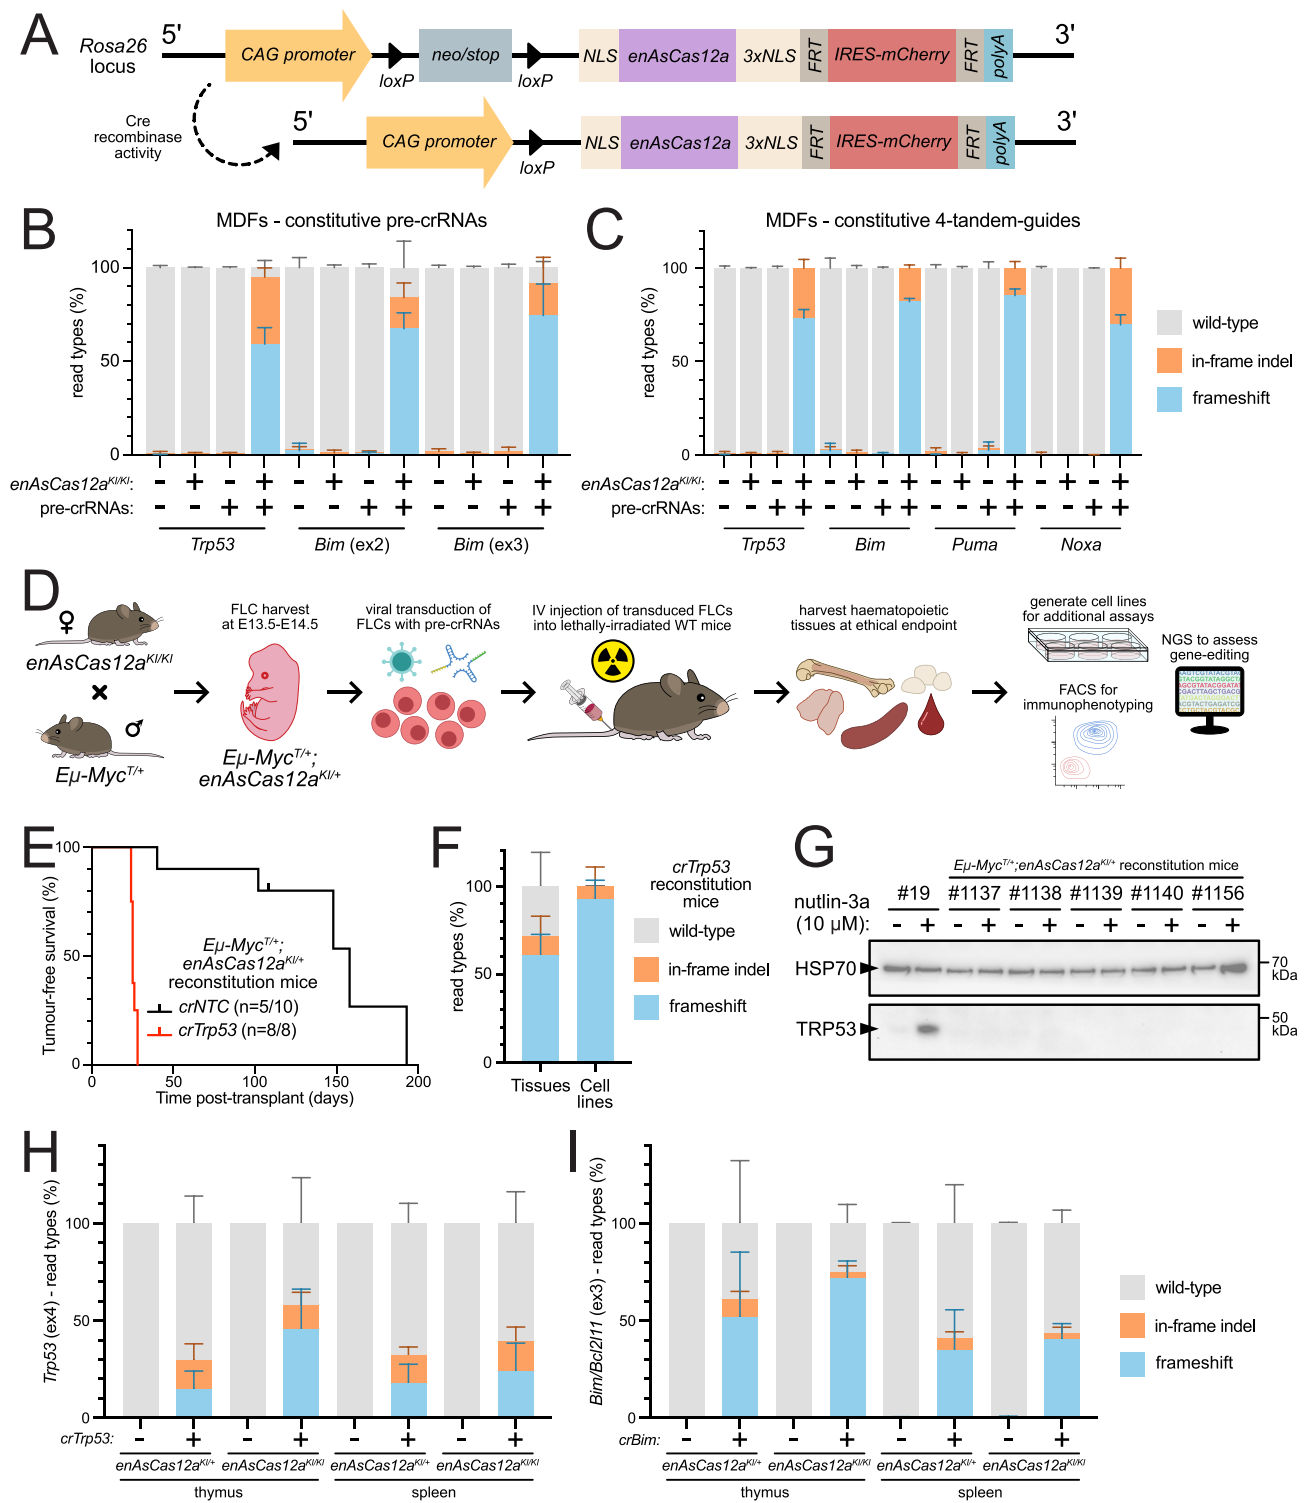 A
Rosa26
locus
5'
CAG promoter
loxP
neo/stop
loxP
NLS
enAsCas12a
3xNLS
FRT
IRES-mCherry
FRT
polyA
3'
Cre
recombinase
activity
5'
CAG promoter
loxP
NLS
enAsCas12a
3xNLS
FRT
IRES-mCherry
FRT
polyA
3'
B
MDFs - constitutive pre-crRNAs
read types (%)
100
50
0
enAsCas12aKI/KI: - + - + - + - + - + - +
pre-crRNAs: - - + + - - + + - - + +
Trp53 Bim (ex2) Bim (ex3)
C
MDFs - constitutive 4-tandem-guides
read types (%)
100
50
0
enAsCas12aKI/KI: - + - + - + - + - + - + - + - +
pre-crRNAs: - - + + - - + + - - + + - - + +
Trp53 Bim Puma Noxa
wild-type
in-frame indel
frameshift
D
♀
enAsCas12aKI/KI
×
♂
Eμ-MycT/+
FLC harvest
at E13.5-E14.5
Eμ-MycT/+;
enAsCas12aKI/+
viral transduction of
FLCs with pre-crRNAs
IV injection of transduced FLCs
into lethally-irradiated WT mice
harvest haematopoietic
tissues at ethical endpoint
generate cell lines
for additional assays
FACS for
immunophenotyping
NGS to assess
gene-editing
E
Tumour-free survival (%)
100
50
0
Eμ-MycT/+;
enAsCas12aKI/+
reconstitution mice
crNTC (n=5/10)
crTrp53 (n=8/8)
0 50 100 150 200
Time post-transplant (days)
F
read types (%)
100
50
0
Tissues
Cell
lines
crTrp53
reconstitution
mice
wild-type
in-frame indel
frameshift
G
Eμ-MycT/+;enAsCas12aKI/+ reconstitution mice
#19 #1137 #1138 #1139 #1140 #1156
nutlin-3a
(10 μM): - + - + - + - + - + - +
HSP70
70
kDa
TRP53
50
kDa
H
Trp53 (ex4) - read types (%)
100
50
0
crTrp53: - + - + - + - +
enAsCas12aKI/+ enAsCas12aKI/KI enAsCas12aKI/+ enAsCas12aKI/KI
thymus spleen
I
Bim/Bcl2l11 (ex3) - read types (%)
100
50
0
crBim: - + - + - + - +
enAsCas12aKI/+ enAsCas12aKI/KI enAsCas12aKI/+ enAsCas12aKI/KI
thymus spleen
wild-type
in-frame indel
frameshift